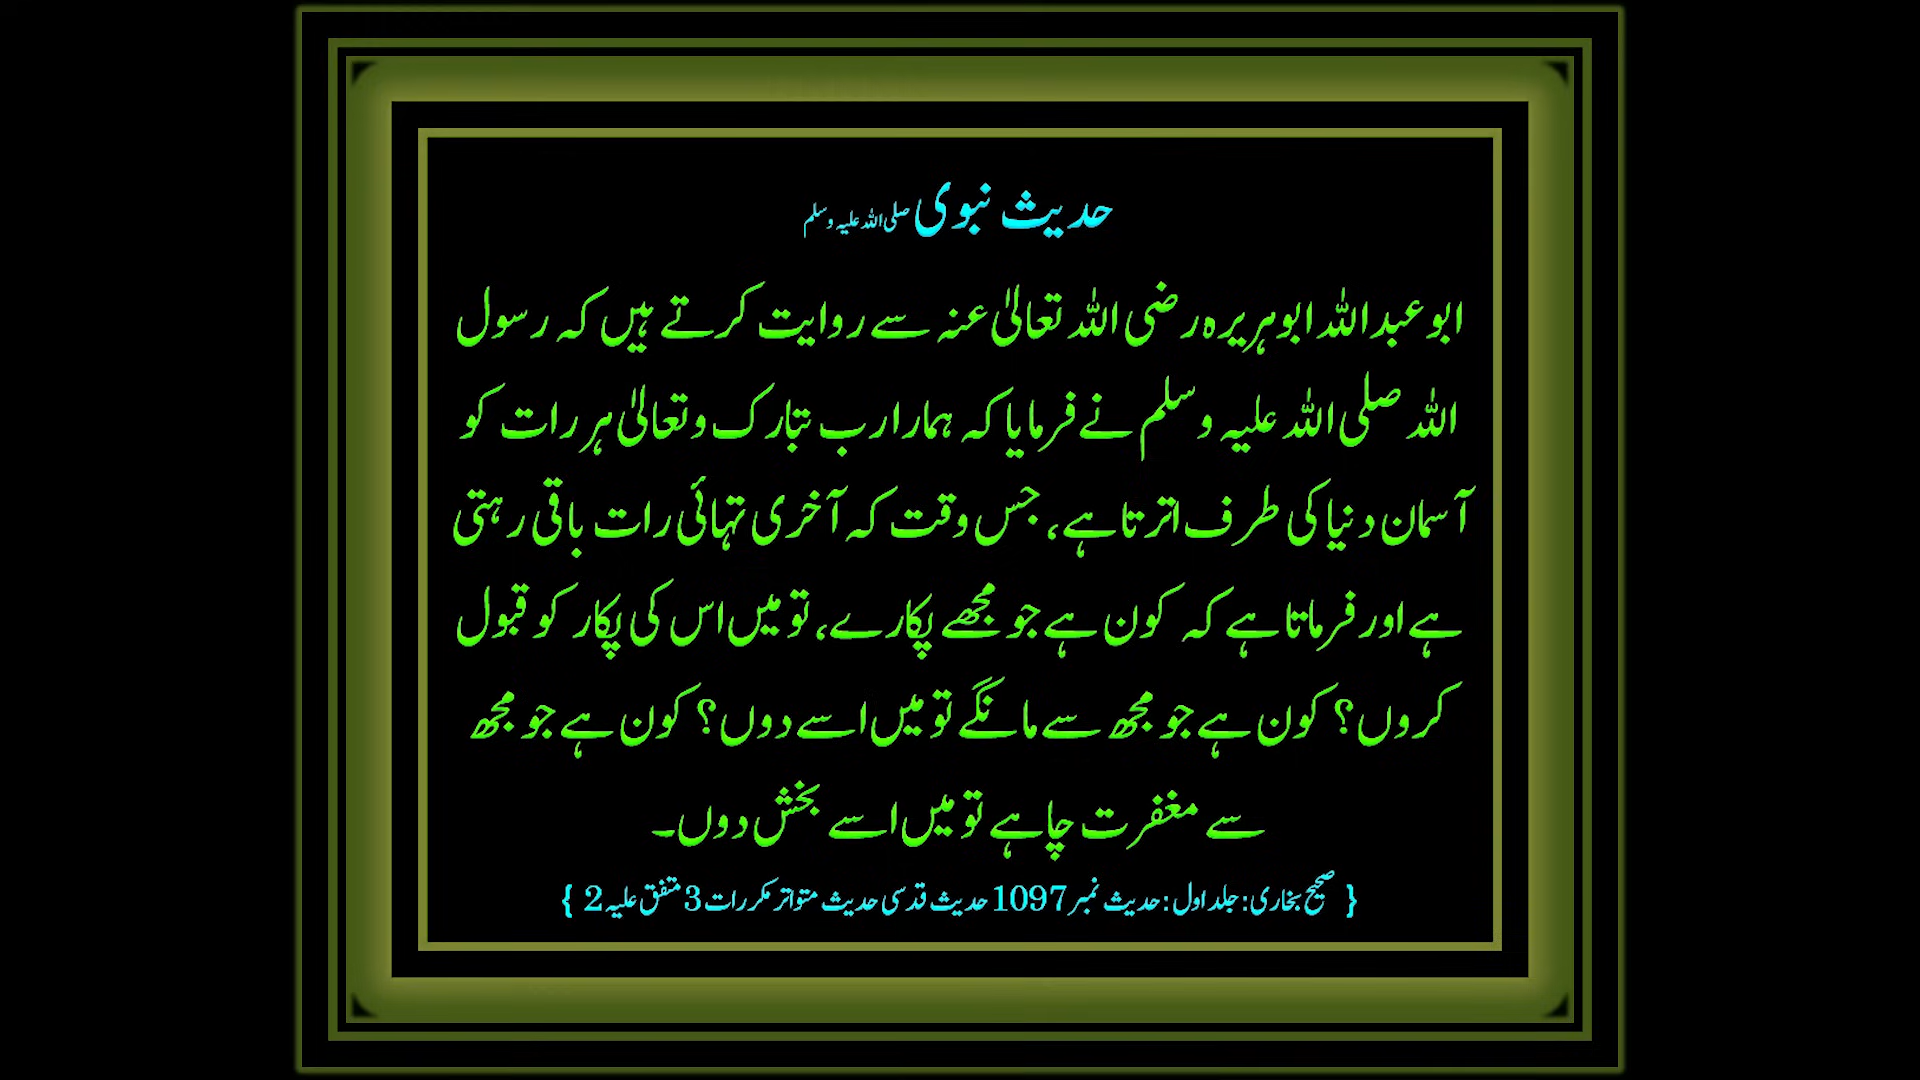 حدیث نبوی صلی اللہ علیہ وسلم
ابو عبداللہ ابوہریرہ رضی اللہ تعالیٰ عنہ سے روایت کرتے ہیں کہ رسول
اللہ صلی اللہ علیہ وسلم نے فرمایا کہ ہمارا رب تبارک وتعالیٰ ہر رات کو
آسمان دنیا کی طرف اترتا ہے، جس وقت کہ آخری تہائی رات باقی رہتی
ہے اور فرماتا ہے کہ کون ہے جو مجھے پکارے، تو میں اس کی پکار کو قبول
کروں؟ کون ہے جو مجھ سے مانگے تو میں اسے دوں؟ کون ہے جو مجھ
سے مغفرت چاہے تو میں اسے بخش دوں۔
{ صحیح بخاری: جلد اول: حدیث نمبر 1097 حدیث قدسی حدیث متواتر مکررات 3 متفق علیہ 2 }